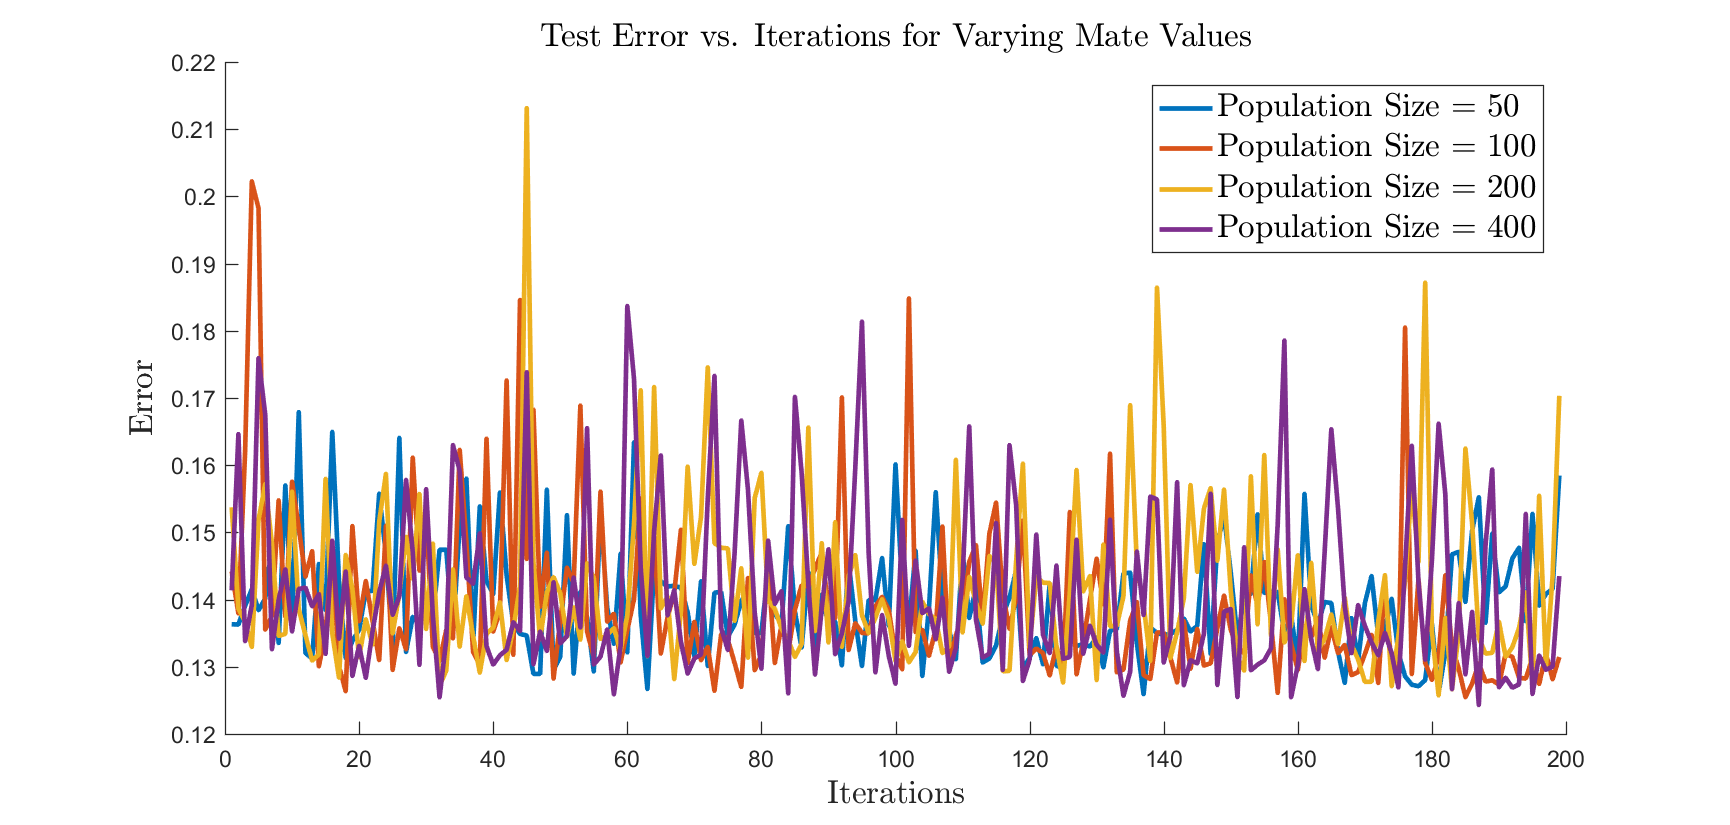 Test Error vs. Iterations for Varying Mate Values
0.22
0.21
0.2
0.19
0.18
0.17
0.16
0.15
0.14
0.13
0.12
Error
Population Size = 50
Population Size = 100
Population Size = 200
Population Size = 400
0 20 40 60 80 100 120 140 160 180 200
Iterations